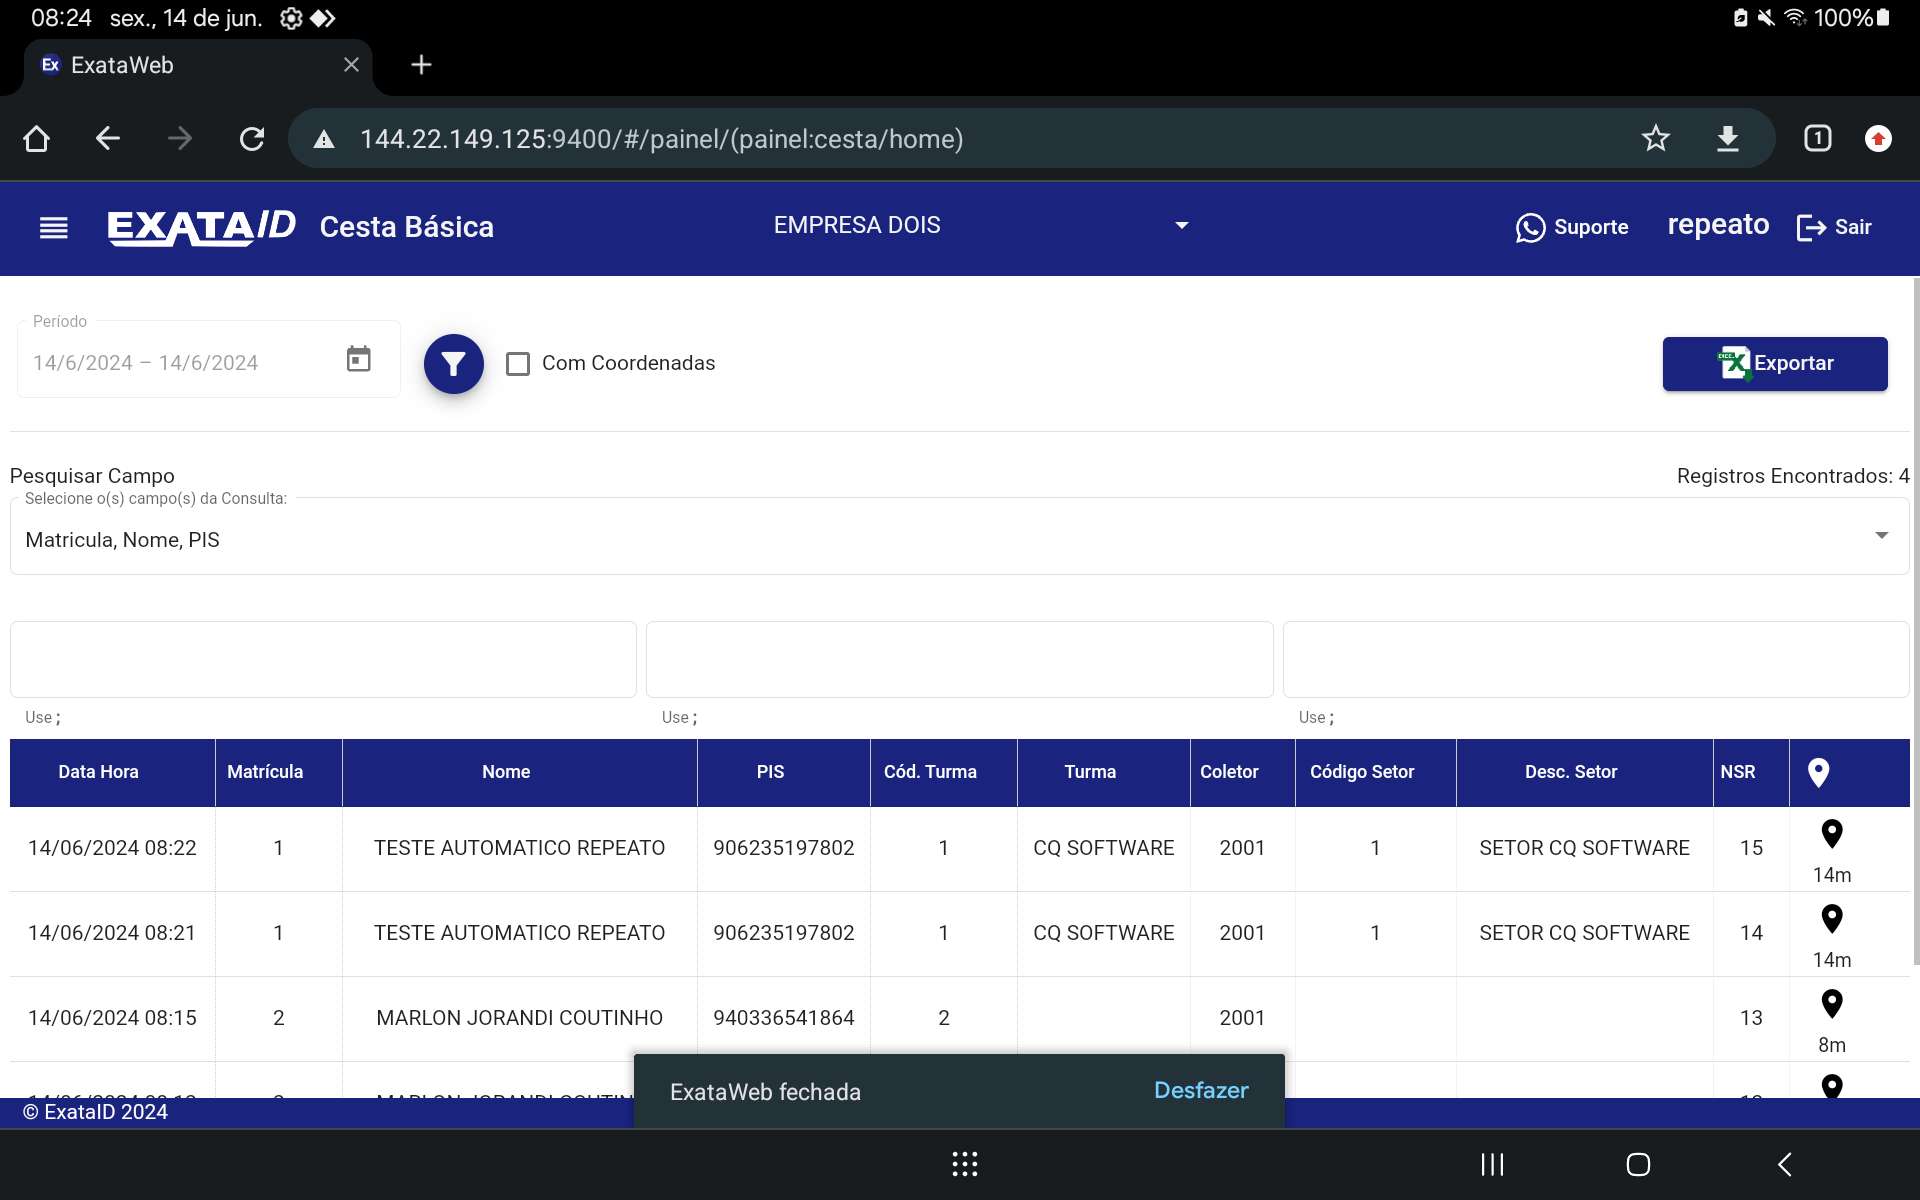 08:24 sex., 14 de jun. 100%
Ex ExataWeb
144.22.149.125:9400/#/painel/(painel:cesta/home) 1
EXATAID Cesta Básica EMPRESA DOIS Suporte repeato Sair
Período
14/6/2024 – 14/6/2024 Com Coordenadas Exportar
Pesquisar Campo Registros Encontrados: 4
Selecione o(s) campo(s) da Consulta:
Matricula, Nome, PIS
Use ; Use ; Use ;
Data Hora Matrícula Nome PIS Cód. Turma Turma Coletor Código Setor Desc. Setor NSR
14/06/2024 08:22 1 TESTE AUTOMATICO REPEATO 906235197802 1 CQ SOFTWARE 2001 1 SETOR CQ SOFTWARE 15 14m
14/06/2024 08:21 1 TESTE AUTOMATICO REPEATO 906235197802 1 CQ SOFTWARE 2001 1 SETOR CQ SOFTWARE 14 14m
14/06/2024 08:15 2 MARLON JORANDI COUTINHO 940336541864 2 2001 13 8m
ExataWeb fechada Desfazer
© ExataID 2024